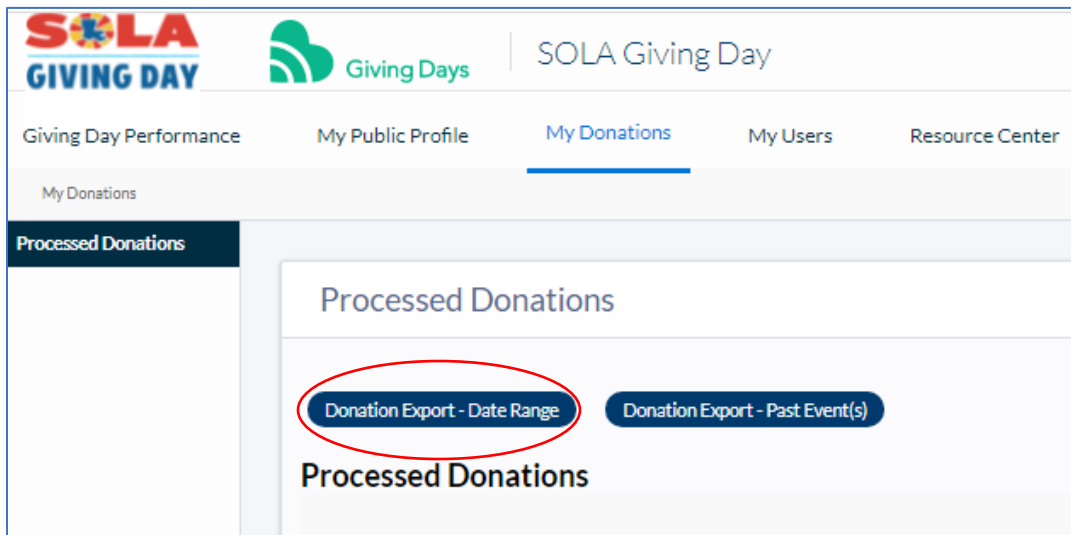 SOLA
GIVING DAY
Giving Days
SOLA Giving Day
Giving Day Performance
My Public Profile
My Donations
My Users
Resource Center
My Donations
Processed Donations
Processed Donations
Donation Export - Date Range
Donation Export - Past Event(s)
Processed Donations